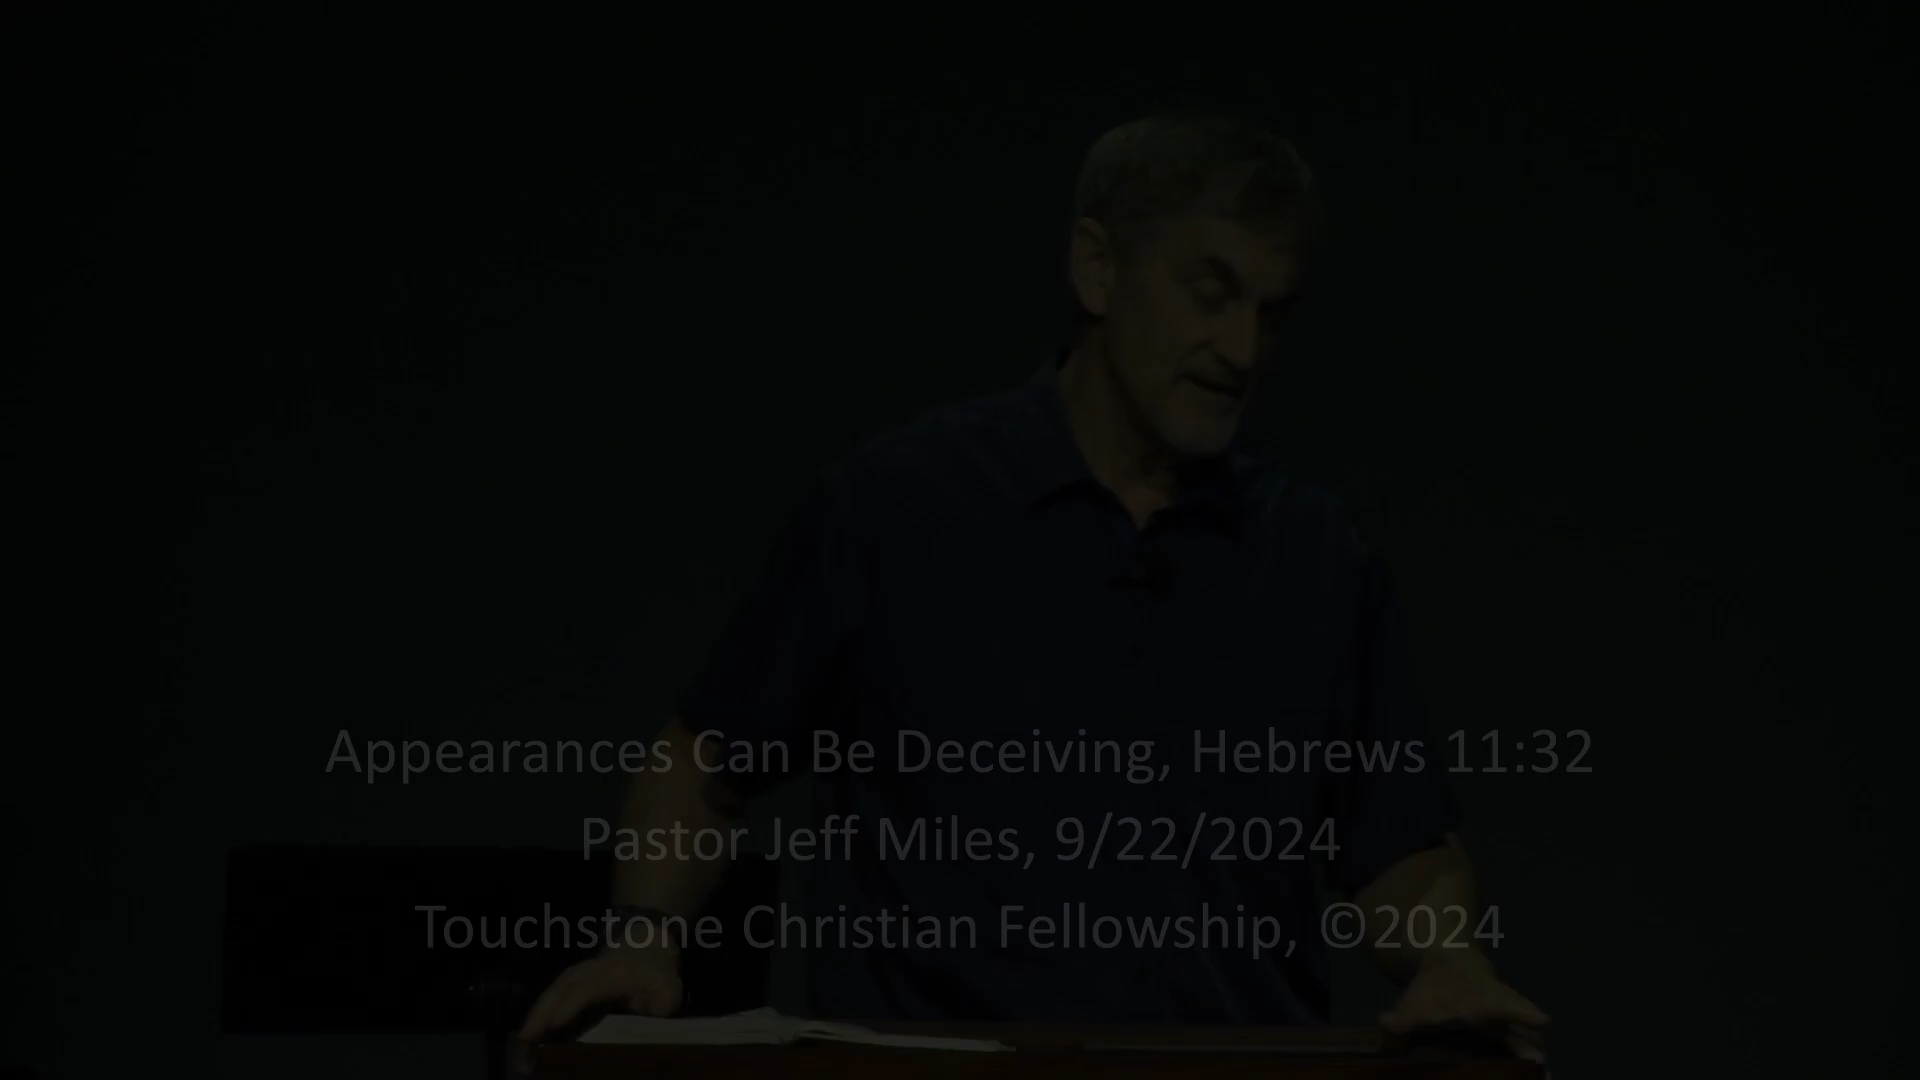 Appearances Can Be Deceiving, Hebrews 11:32
Pastor Jeff Miles, 9/22/2024
Touchstone Christian Fellowship, ©2024